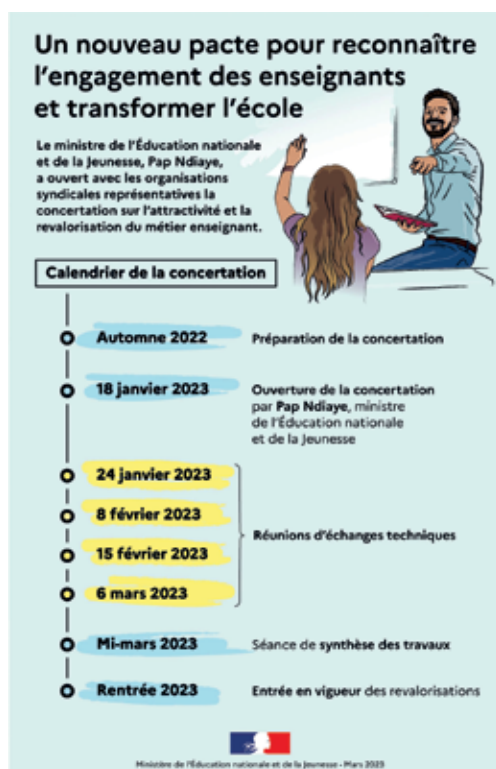 Un nouveau pacte pour reconnaître
l'engagement des enseignants
et transformer l'école
Le ministre de l'Éducation nationale
et de la Jeunesse, Pap Ndiaye,
a ouvert avec les organisations
syndicales représentatives la
concertation sur l'attractivité et la
revalorisation du métier enseignant.
Calendrier de la concertation
Automne 2022 Préparation de la concertation
18 janvier 2023 Ouverture de la concertation
par Pap Ndiaye, ministre
de l'Éducation nationale
et de la Jeunesse
24 janvier 2023
8 février 2023
Réunions d'échanges techniques
15 février 2023
6 mars 2023
Mi-mars 2023 Séance de synthèse des travaux
Rentrée 2023 Entrée en vigueur des revalorisations
Ministère de l'Éducation nationale et de la Jeunesse - Mars 2023